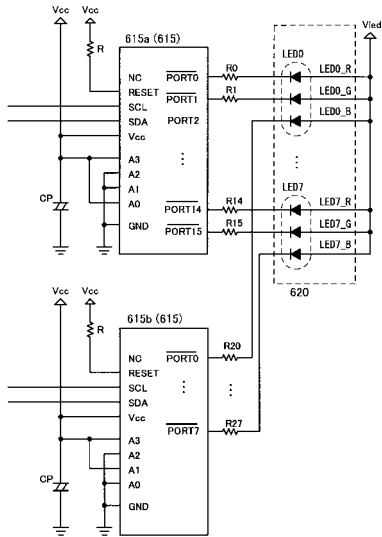 Vcc Vcc
Vled
615a (615)
R
NC
RESET
SCL
SDA
Vcc
A3
A2
A1
A0
GND
PORT0
PORT1
PORT2
⋮
PORT14
PORT15
CP
R0
R1
R14
R15
LED0
LED0_R
LED0_G
LED0_B
⋮
LED7
LED7_R
LED7_G
LED7_B
620
Vcc Vcc
615b (615)
R
NC
RESET
SCL
SDA
Vcc
A3
A2
A1
A0
GND
PORT0
⋮
PORT7
CP
R20
⋮
R27